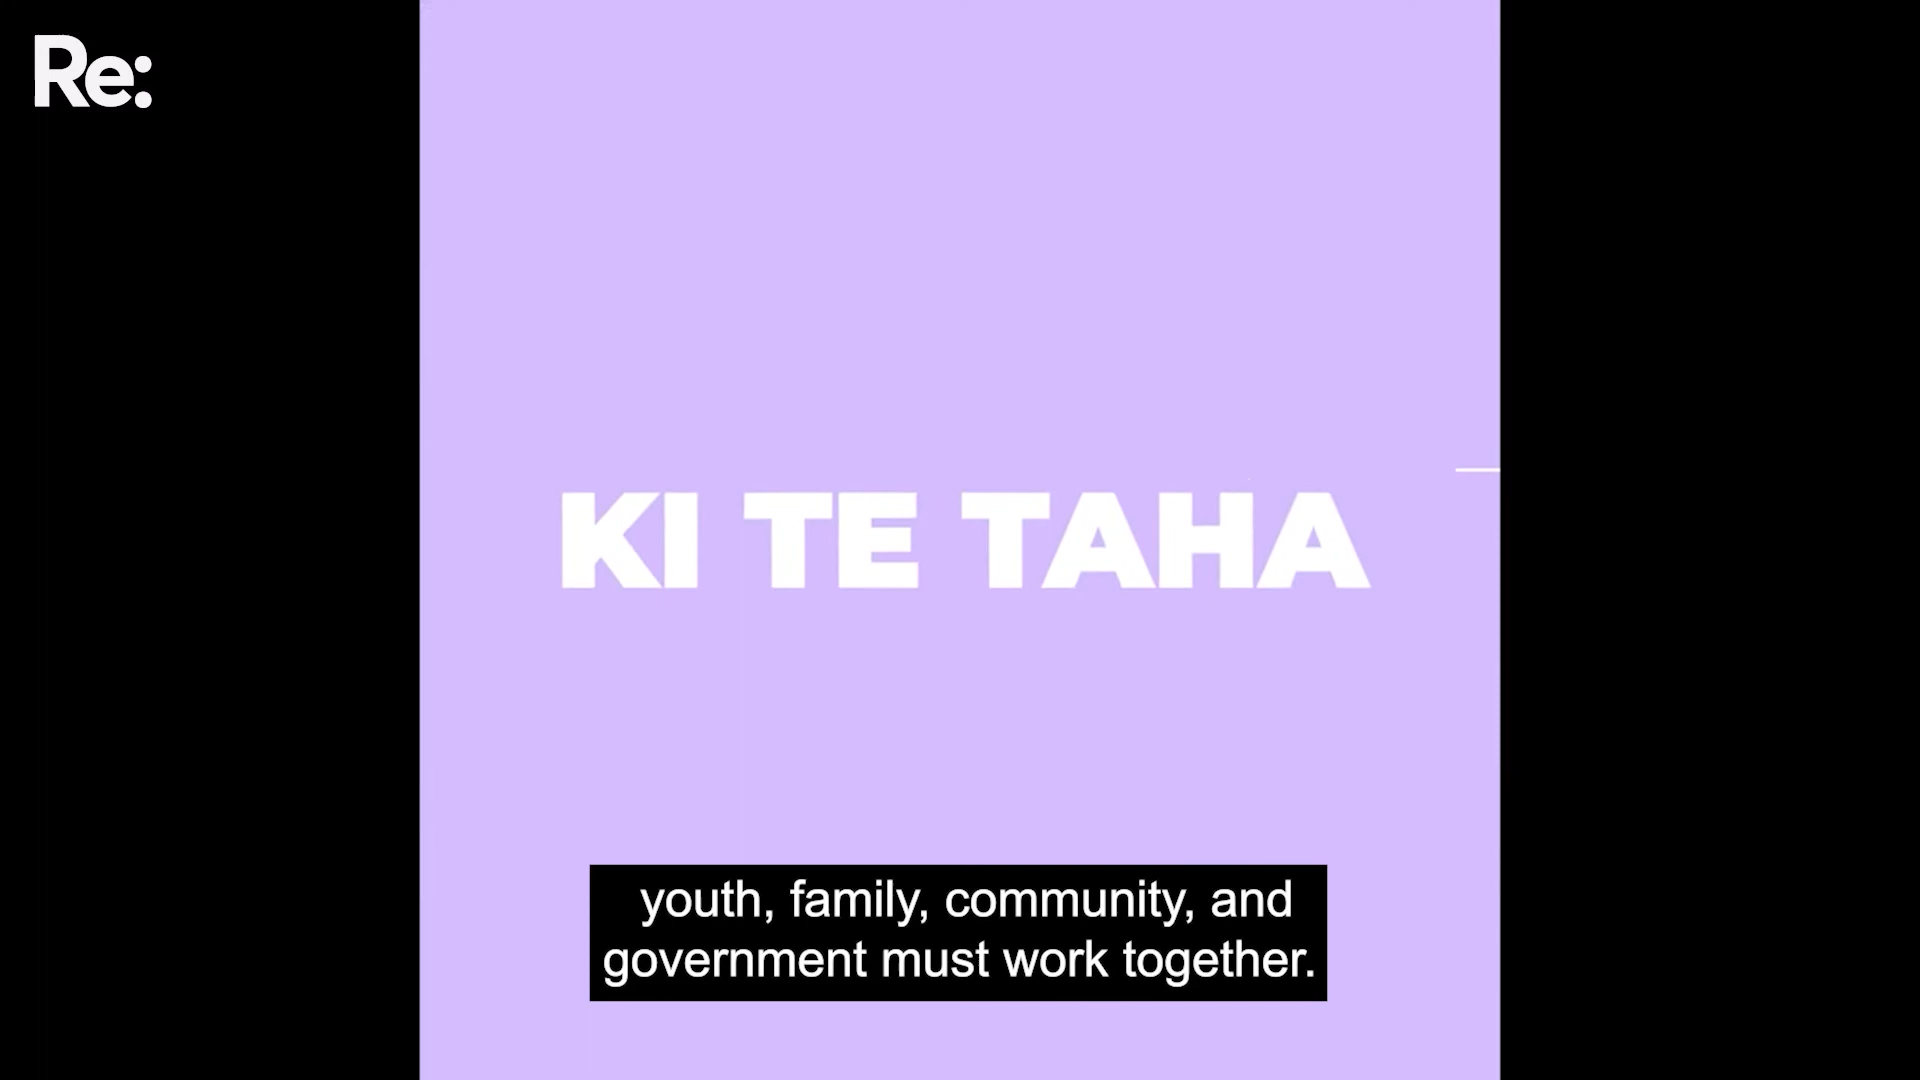 Re:
KI TE TAHA
youth, family, community, and
government must work together.